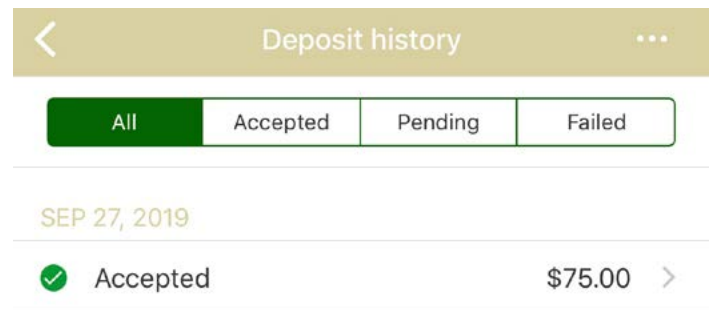 Deposit history
All Accepted Pending Failed
SEP 27, 2019
Accepted $75.00